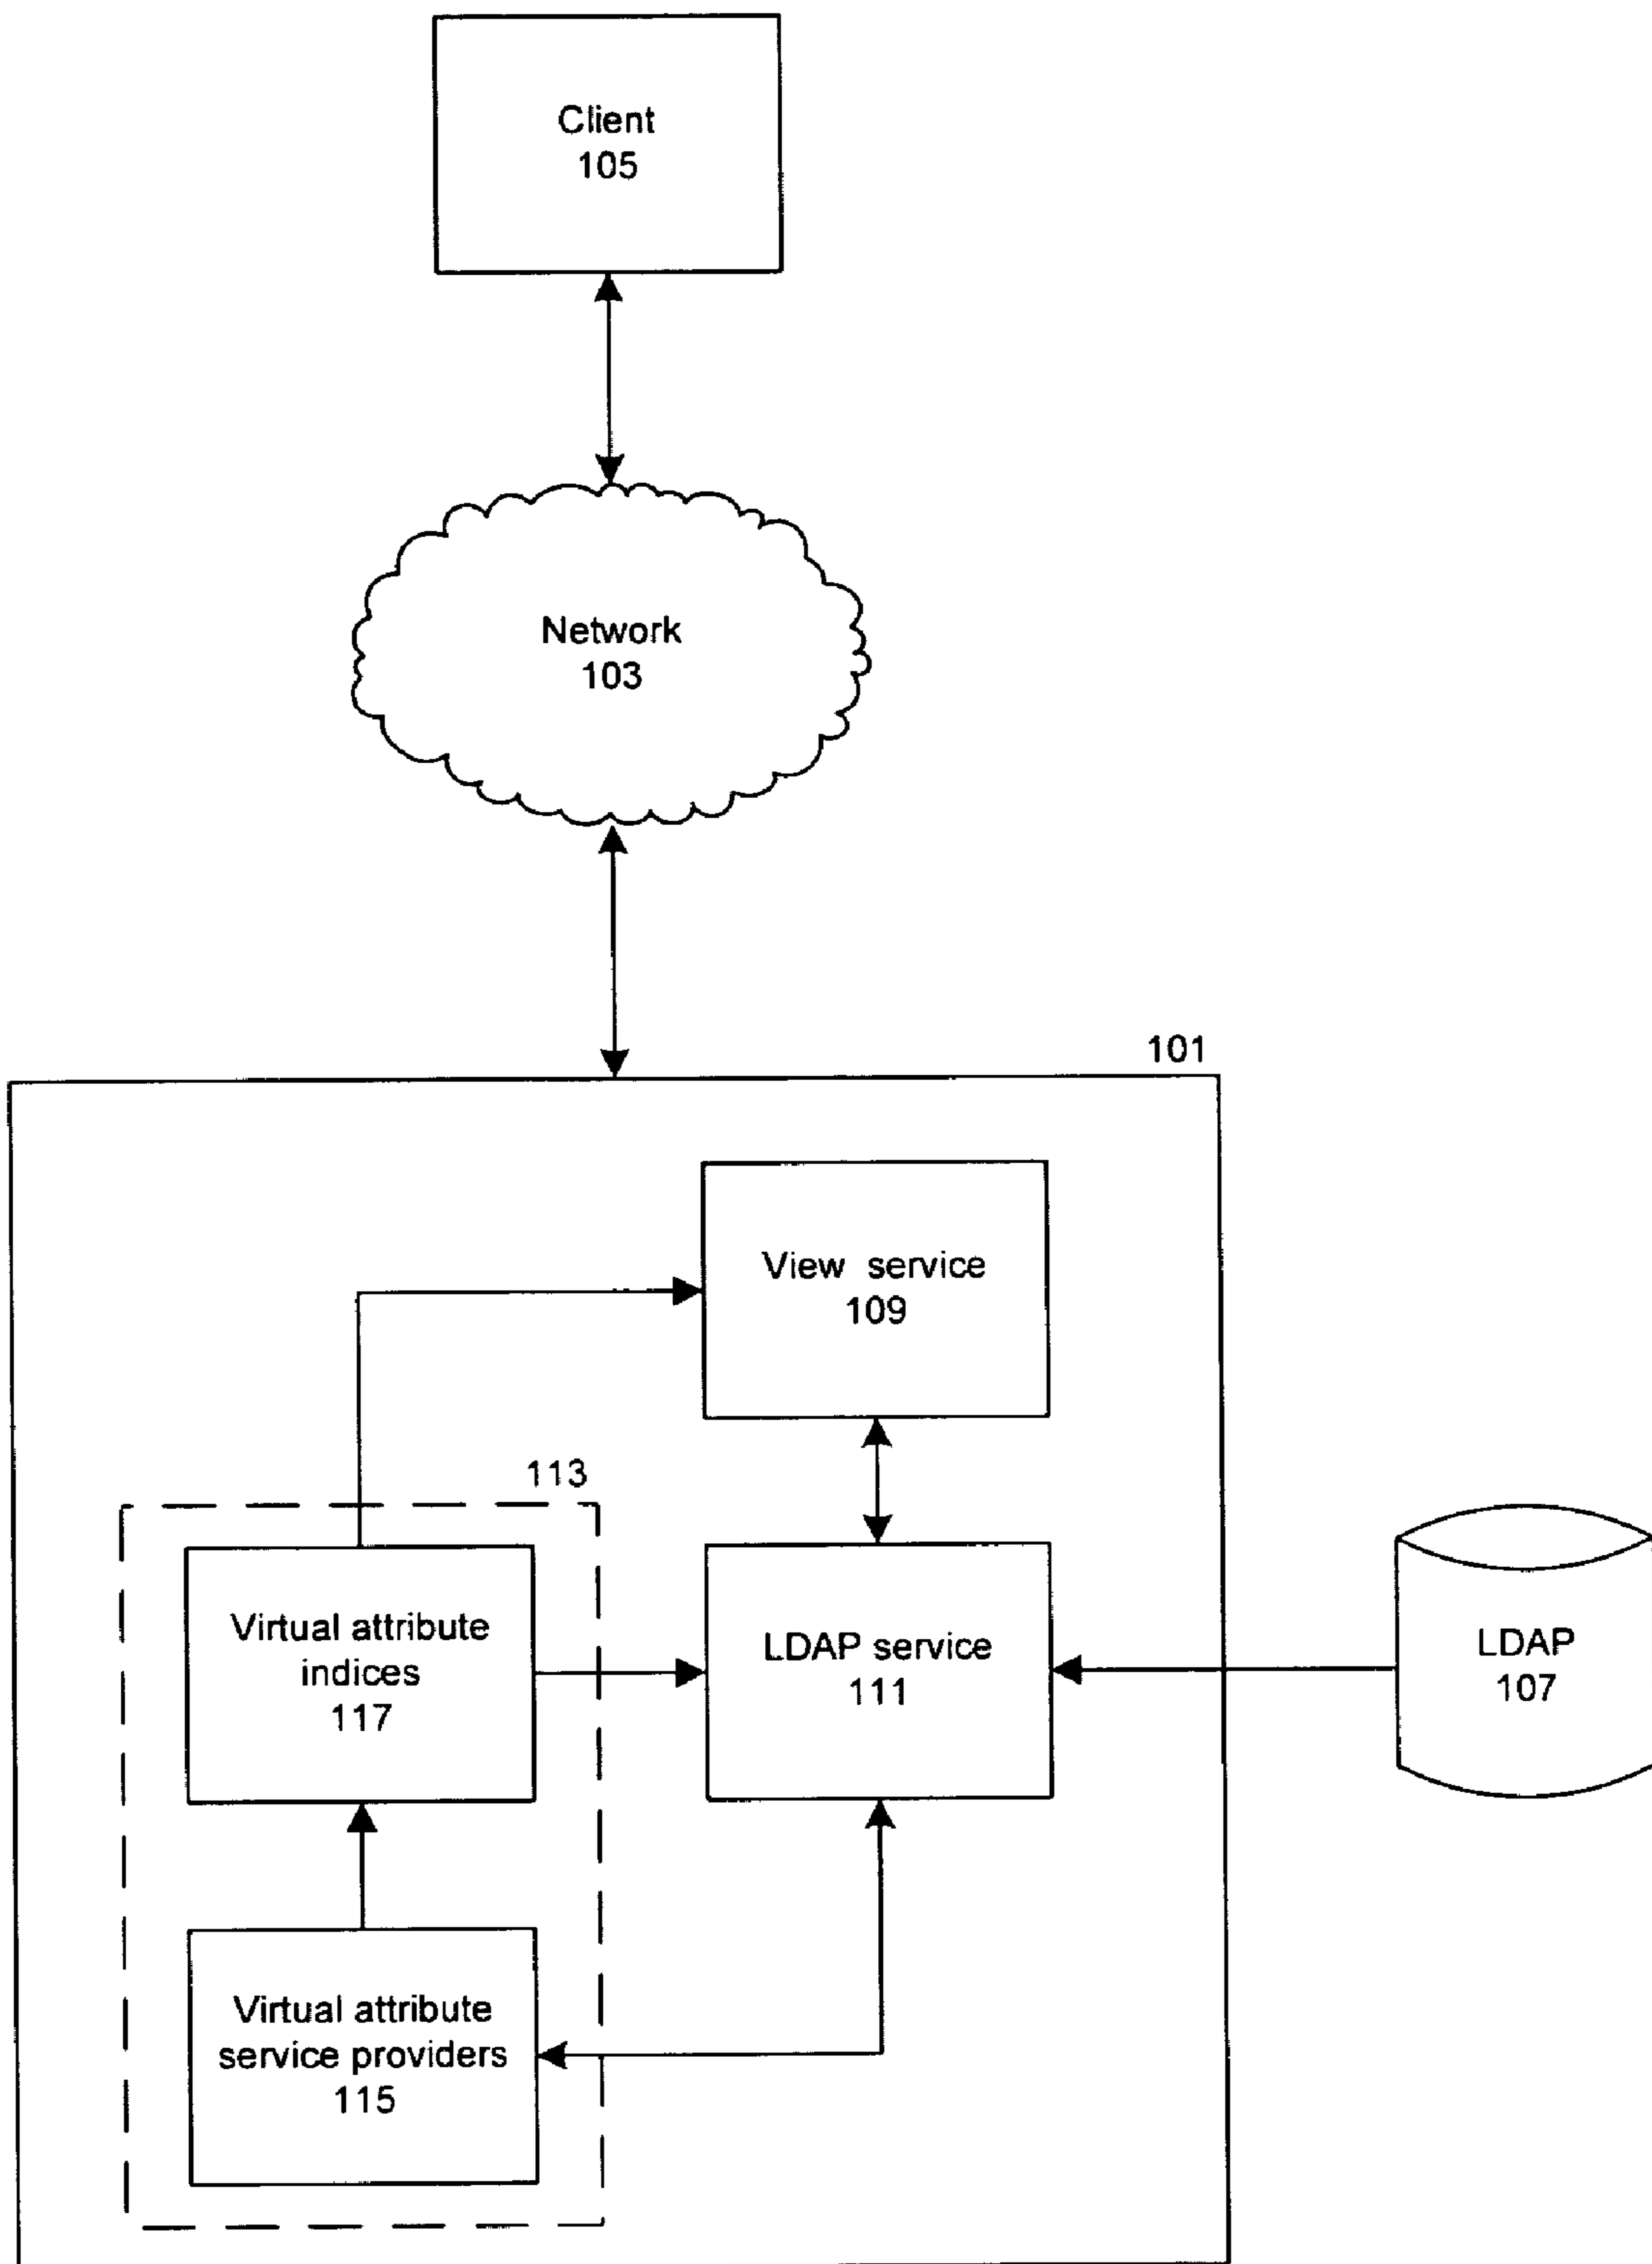 Client
105
Network
103
101
View service
109
113
Virtual attribute
indices
117
LDAP service
111
LDAP
107
Virtual attribute
service providers
115